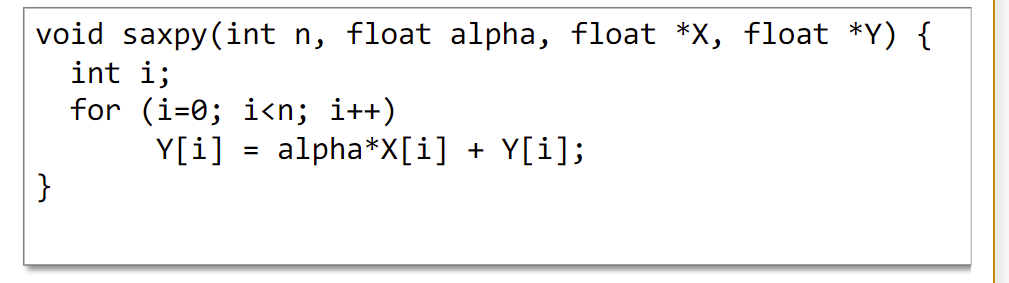 void saxpy(int n, float alpha, float *X, float *Y) {
  int i;
  for (i=0; i<n; i++)
       Y[i] = alpha*X[i] + Y[i];
}